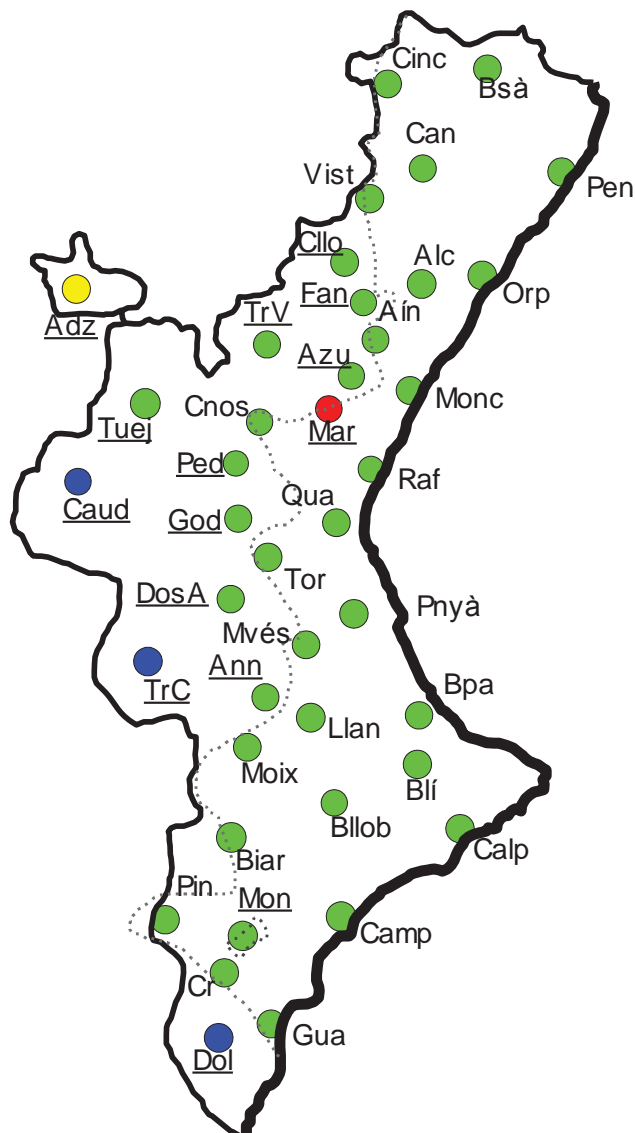 Cinc
Bsà
Can
Pen
Vist
Cllo
Alc
Orp
Fan
Adz
TrV
Aín
Azu
Monc
Cnos
Tuej
Mar
Ped
Raf
Caud
Qua
God
Tor
DosA
Pnyà
Mvés
Ann
TrC
Bpa
Llan
Moix
Blí
Bllob
Calp
Biar
Pin
Mon
Camp
Cr
Gua
Dol